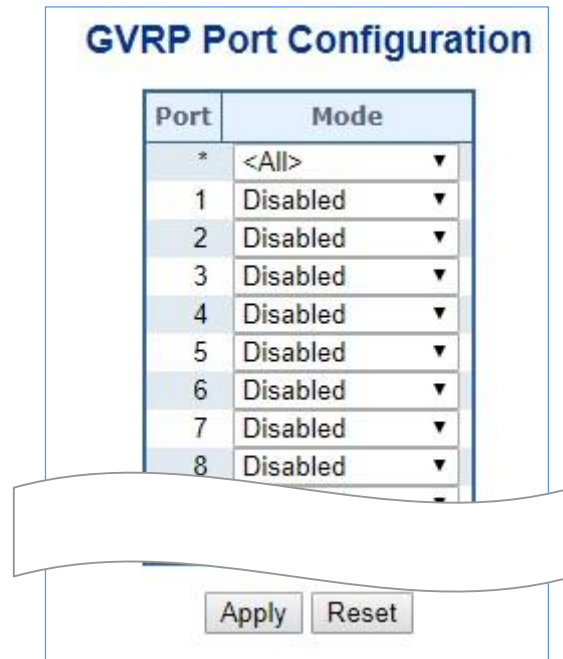 GVRP Port Configuration
Port Mode
* <All>
1 Disabled
2 Disabled
3 Disabled
4 Disabled
5 Disabled
6 Disabled
7 Disabled
8 Disabled
Apply Reset